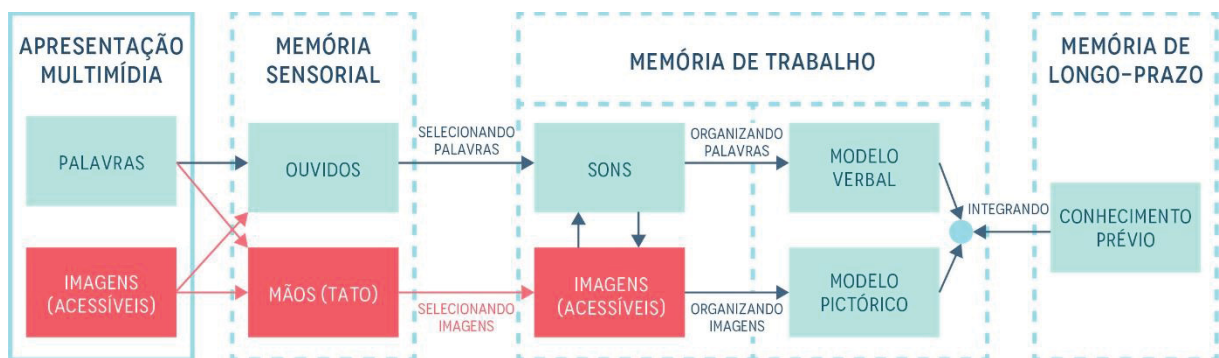 APRESENTAÇÃO
MULTIMÍDIA
PALAVRAS
IMAGENS
(ACESSÍVEIS)
MEMÓRIA
SENSORIAL
OUVIDOS
MÃOS (TATO)
SELECIONANDO
PALAVRAS
SELECIONANDO
IMAGENS
MEMÓRIA DE TRABALHO
SONS
IMAGENS
(ACESSÍVEIS)
ORGANIZANDO
PALAVRAS
ORGANIZANDO
IMAGENS
MODELO
VERBAL
MODELO
PICTÓRICO
INTEGRANDO
MEMÓRIA DE
LONGO-PRAZO
CONHECIMENTO
PRÉVIO